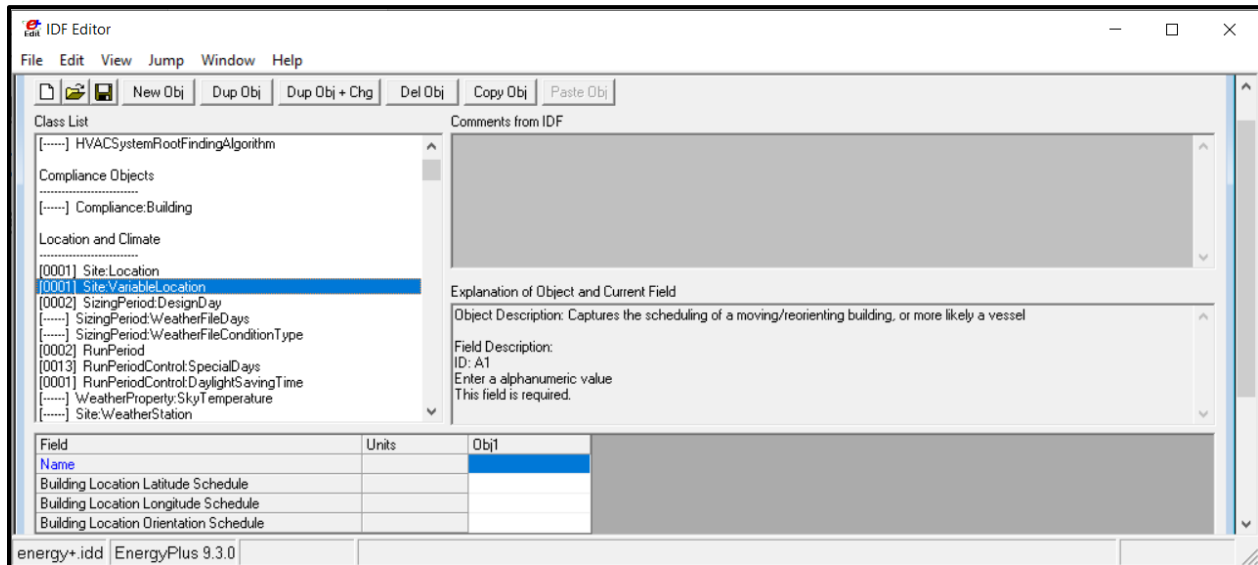 IDF Editor
File Edit View Jump Window Help
New Obj Dup Obj Dup Obj + Chg Del Obj Copy Obj Paste Obj
Class List
[------] HVACSystemRootFindingAlgorithm
Compliance Objects
--------------------------
[------] Compliance:Building
Location and Climate
--------------------------
[0001] Site:Location
[0001] Site:VariableLocation
[0002] SizingPeriod:DesignDay
[------] SizingPeriod:WeatherFileDays
[------] SizingPeriod:WeatherFileConditionType
[0002] RunPeriod
[0013] RunPeriodControl:SpecialDays
[0001] RunPeriodControl:DaylightSavingTime
[------] WeatherProperty:SkyTemperature
[------] Site:WeatherStation
Comments from IDF
Explanation of Object and Current Field
Object Description: Captures the scheduling of a moving/reorienting building, or more likely a vessel
Field Description:
ID: A1
Enter a alphanumeric value
This field is required.
Field Units Obj1
Name
Building Location Latitude Schedule
Building Location Longitude Schedule
Building Location Orientation Schedule
energy+.idd EnergyPlus 9.3.0